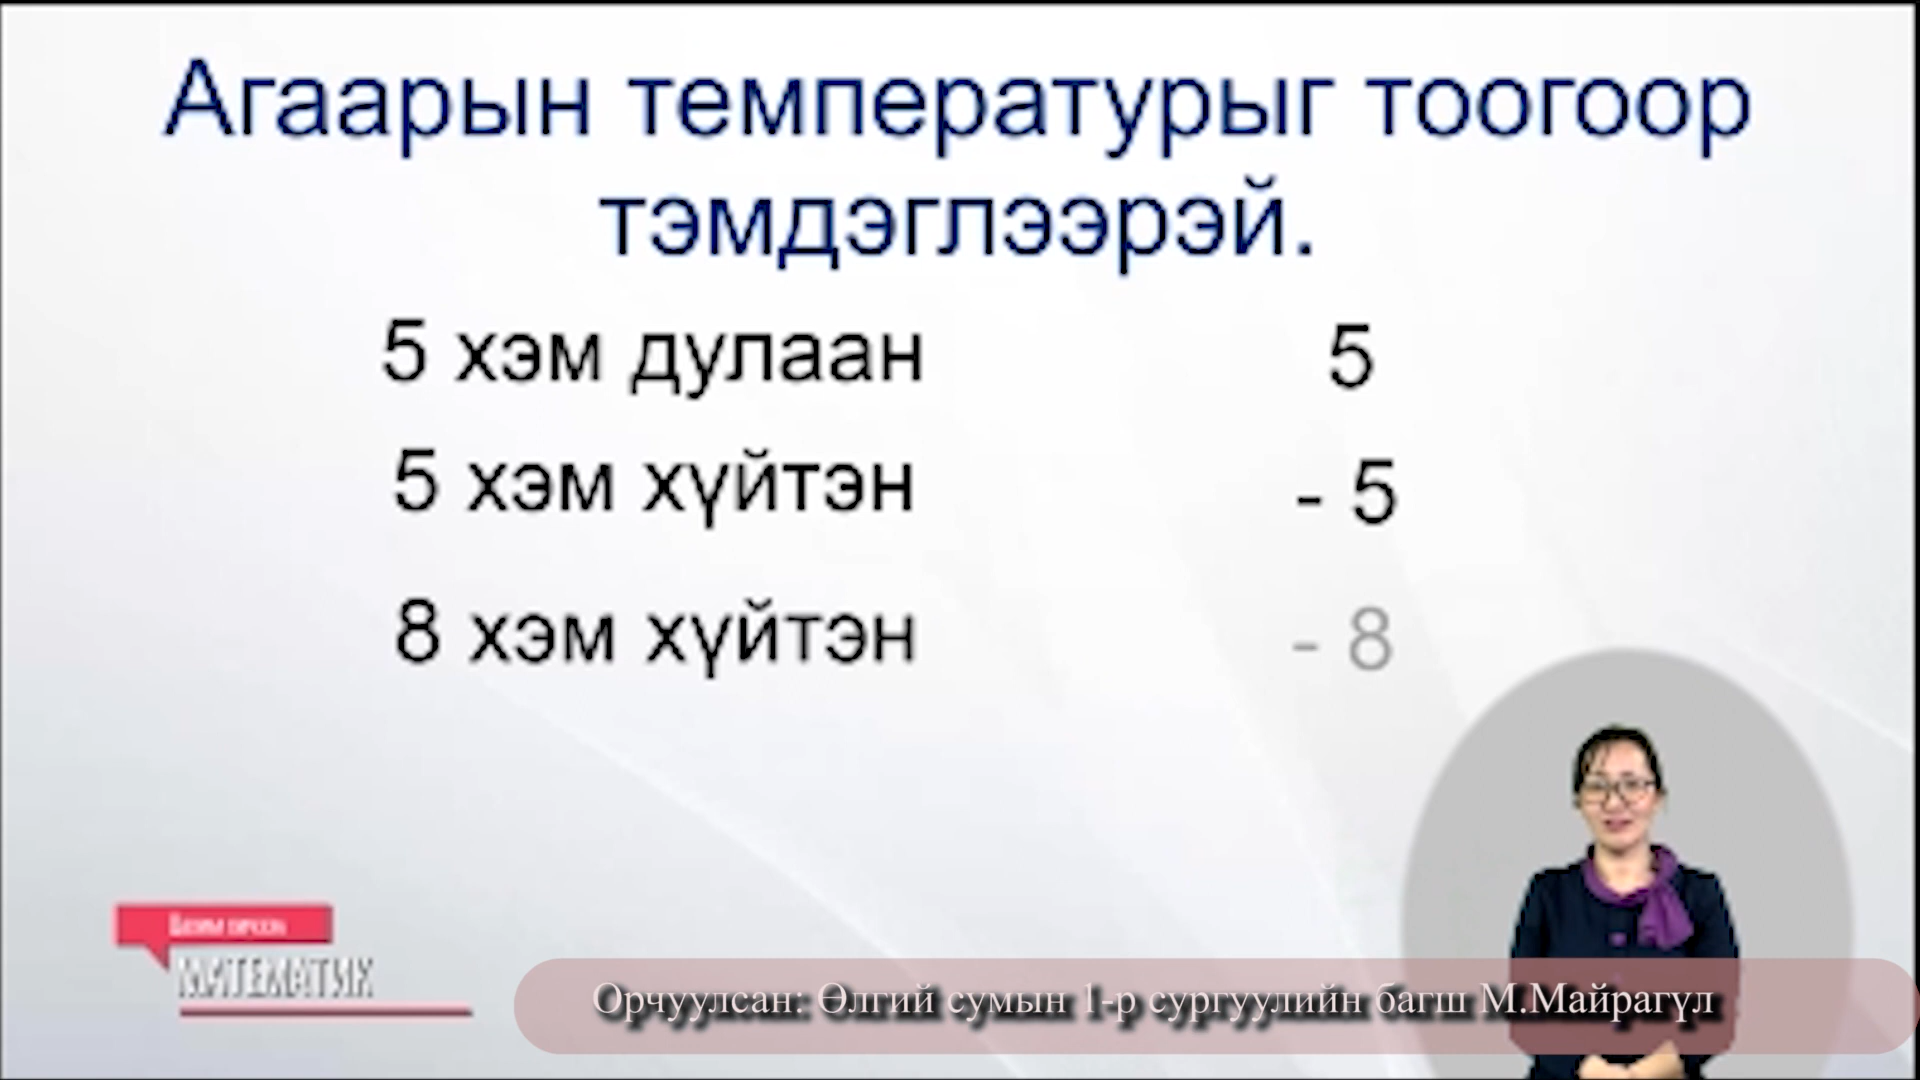 Агаарын температурыг тоогоор
тэмдэглээрэй.
5 хэм дулаан 5
5 хэм хүйтэн - 5
8 хэм хүйтэн - 8
МАТЕМАТИК
Орчуулсан: Өлгий сумын 1-р сургуулийн багш М.Майрагүл